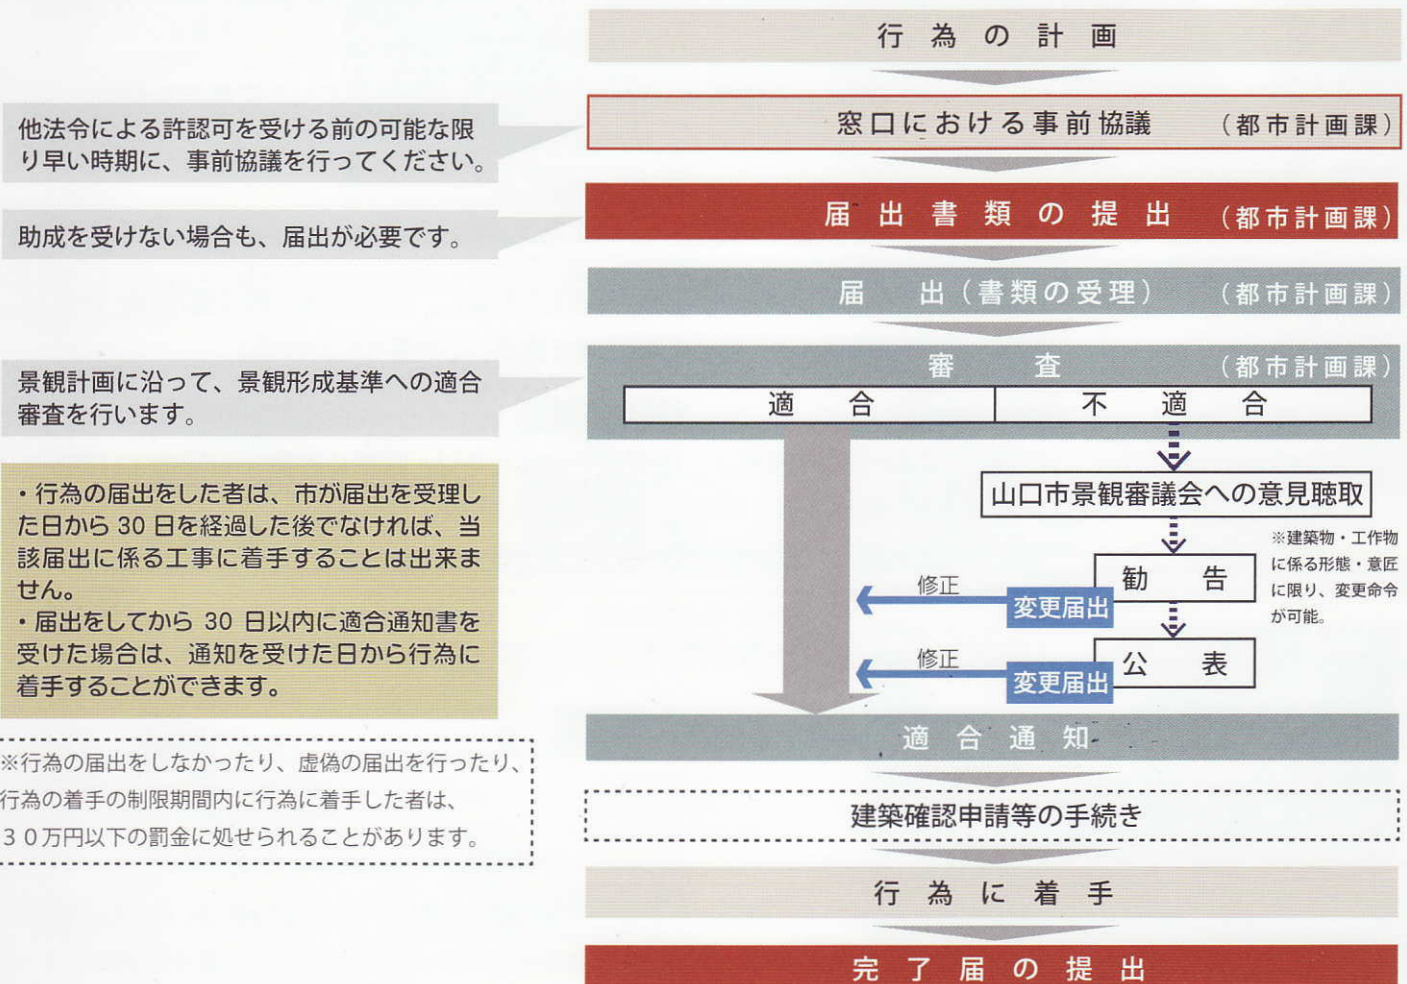 行為の計画
窓口における事前協議 (都市計画課)
他法令による許認可を受ける前の可能な限
り早い時期に、事前協議を行ってください。
届出書類の提出 (都市計画課)
助成を受けない場合も、届出が必要です。
届 出(書類の受理) (都市計画課)
審 査 (都市計画課)
適 合 不 適 合
景観計画に沿って、景観形成基準への適合
審査を行います。
・行為の届出をした者は、市が届出を受理し
た日から 30 日を経過した後でなければ、当
該届出に係る工事に着手することは出来ま
せん。
・届出をしてから 30 日以内に適合通知書を
受けた場合は、通知を受けた日から行為に
着手することができます。
山口市景観審議会への意見聴取
※建築物・工作物
に係る形態・意匠
に限り、変更命令
が可能。
勧 告
修正
変更届出
公 表
修正
変更届出
適合通知
※行為の届出をしなかったり、虚偽の届出を行ったり、
行為の着手の制限期間内に行為に着手した者は、
30万円以下の罰金に処せられることがあります。
建築確認申請等の手続き
行為に着手
完了届の提出